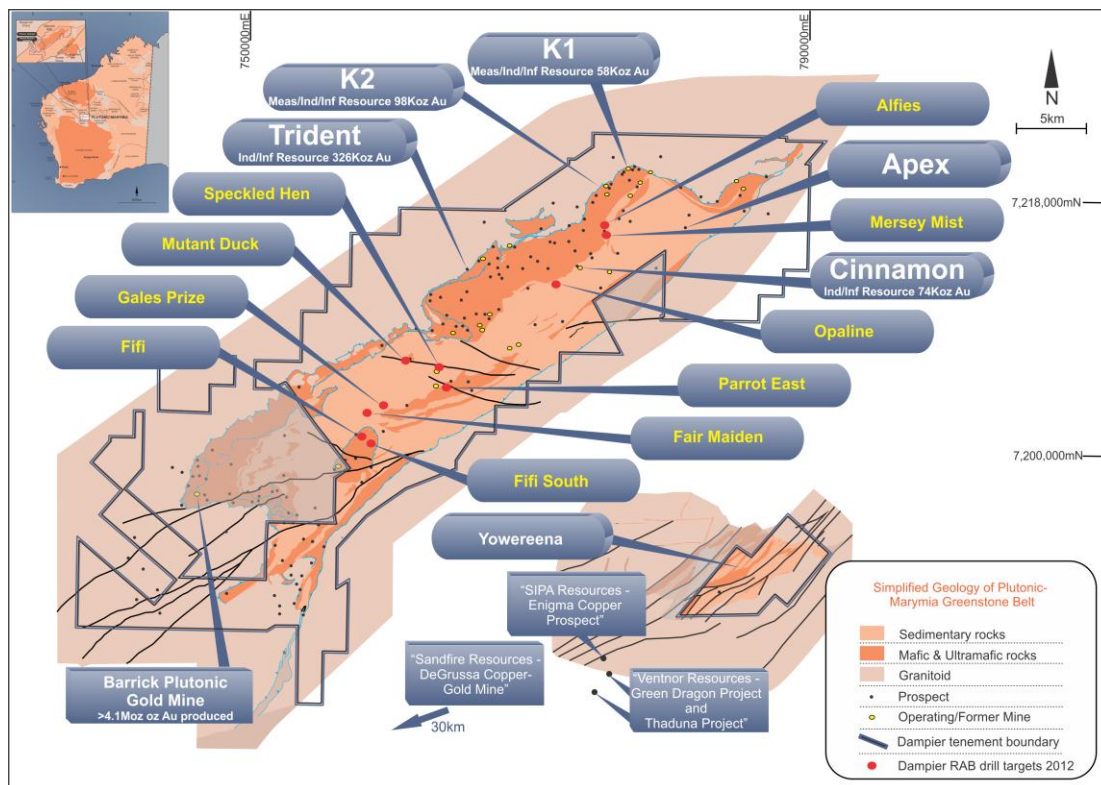 750000mE
790000mE
K1
Meas/Ind/Inf Resource 58Koz Au
K2
Meas/Ind/Inf Resource 98Koz Au
N
5km
Alfies
Trident
Ind/Inf Resource 326Koz Au
Apex
Speckled Hen
7,218,000mN
Mersey Mist
Mutant Duck
Cinnamon
Ind/Inf Resource 74Koz Au
Gales Prize
Opaline
Fifi
Parrot East
Fair Maiden
7,200,000mN
Fifi South
Yowereena
"SIPA Resources -
Enigma Copper
Prospect"
"Sandfire Resources -
DeGrussa Copper-
Gold Mine"
"Ventnor Resources -
Green Dragon Project
and
Thaduna Project"
30km
Barrick Plutonic
Gold Mine
>4.1Moz oz Au produced
Simplified Geology of Plutonic-
Marymia Greenstone Belt
Sedimentary rocks
Mafic & Ultramafic rocks
Granitoid
Prospect
Operating/Former Mine
Dampier tenement boundary
Dampier RAB drill targets 2012